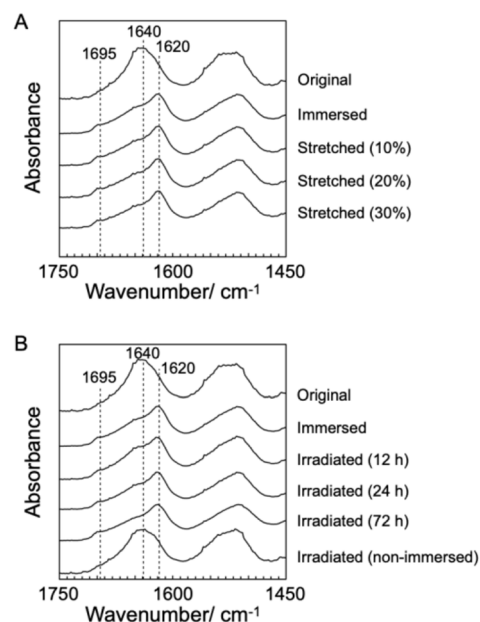 A
1640
1695
1620
Original
Immersed
Stretched (10%)
Stretched (20%)
Stretched (30%)
Absorbance
1750
1600
1450
Wavenumber/ cm-1
B
1640
1695
1620
Original
Immersed
Irradiated (12 h)
Irradiated (24 h)
Irradiated (72 h)
Irradiated (non-immersed)
Absorbance
1750
1600
1450
Wavenumber/ cm-1